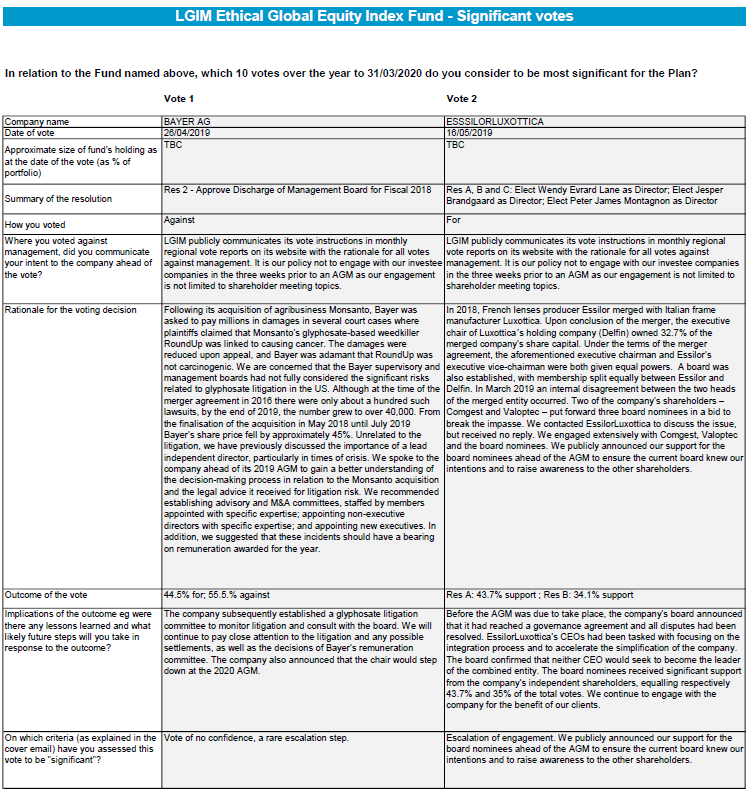 LGIM Ethical Global Equity Index Fund - Significant votes
In relation to the Fund named above, which 10 votes over the year to 31/03/2020 do you consider to be most significant for the Plan?
Vote 1
Vote 2
Company name
BAYER AG
ESSSILORLUXOTTICA
Date of vote
26/04/2019
16/05/2019
Approximate size of fund's holding as
at the date of the vote (as % of
portfolio)
TBC
TBC
Summary of the resolution
Res 2 - Approve Discharge of Management Board for Fiscal 2018
Res A, B and C: Elect Wendy Evrard Lane as Director; Elect Jesper
Brandgaard as Director; Elect Peter James Montagnon as Director
How you voted
Against
For
Where you voted against
management, did you communicate
your intent to the company ahead of
the vote?
LGIM publicly communicates its vote instructions in monthly
regional vote reports on its website with the rationale for all votes
against management. It is our policy not to engage with our investee
companies in the three weeks prior to an AGM as our engagement
is not limited to shareholder meeting topics.
LGIM publicly communicates its vote instructions in monthly regional
vote reports on its website with the rationale for all votes against
management. It is our policy not to engage with our investee companies
in the three weeks prior to an AGM as our engagement is not limited to
shareholder meeting topics.
Rationale for the voting decision
Following its acquisition of agribusiness Monsanto, Bayer was
asked to pay millions in damages in several court cases where
plaintiffs claimed that Monsanto's glyphosate-based weedkiller
RoundUp was linked to causing cancer. The damages were
reduced upon appeal, and Bayer was adamant that RoundUp was
not carcinogenic. We are concerned that the Bayer supervisory and
management boards had not fully considered the significant risks
related to glyphosate litigation in the US. Although at the time of the
merger agreement in 2016 there were only about a hundred such
lawsuits, by the end of 2019, the number grew to over 40,000. From
the finalisation of the acquisition in May 2018 until July 2019
Bayer's share price fell by approximately 45%. Unrelated to the
litigation, we have previously discussed the importance of a lead
independent director, particularly in times of crisis. We spoke to the
company ahead of its 2019 AGM to gain a better understanding of
the decision-making process in relation to the Monsanto acquisition
and the legal advice it received for litigation risk. We recommended
establishing advisory and M&A committees, staffed by members
appointed with specific expertise; appointing non-executive
directors with specific expertise; and appointing new executives. In
addition, we suggested that these incidents should have a bearing
on remuneration awarded for the year.
In 2018, French lenses producer Essilor merged with Italian frame
manufacturer Luxottica. Upon conclusion of the merger, the executive
chair of Luxottica's holding company (Delfin) owned 32.7% of the
merged company's share capital. Under the terms of the merger
agreement, the aforementioned executive chairman and Essilor's
executive vice-chairman were both given equal powers. A board was
also established, with membership split equally between Essilor and
Delfin. In March 2019 an internal disagreement between the two heads
of the merged entity occurred. Two of the company's shareholders –
Comgest and Valoptec – put forward three board nominees in a bid to
break the impasse. We contacted EssilorLuxottica to discuss the issue,
but received no reply. We engaged extensively with Comgest, Valoptec
and the board nominees. We publicly announced our support for the
board nominees ahead of the AGM to ensure the current board knew our
intentions and to raise awareness to the other shareholders.
Outcome of the vote
44.5% for; 55.5.% against
Res A: 43.7% support ; Res B: 34.1% support
Implications of the outcome eg were
there any lessons learned and what
likely future steps will you take in
response to the outcome?
The company subsequently established a glyphosate litigation
committee to monitor litigation and consult with the board. We will
continue to pay close attention to the litigation and any possible
settlements, as well as the decisions of Bayer's remuneration
committee. The company also announced that the chair would step
down at the 2020 AGM.
Before the AGM was due to take place, the company's board announced
that it had reached a governance agreement and all disputes had been
resolved. EssilorLuxottica's CEOs had been tasked with focusing on the
integration process and to accelerate the simplification of the company.
The board confirmed that neither CEO would seek to become the leader
of the combined entity. The board nominees received significant support
from the company's independent shareholders, equalling respectively
43.7% and 35% of the total votes. We continue to engage with the
company for the benefit of our clients.
On which criteria (as explained in the
cover email) have you assessed this
vote to be "significant"?
Vote of no confidence, a rare escalation step.
Escalation of engagement. We publicly announced our support for the
board nominees ahead of the AGM to ensure the current board knew our
intentions and to raise awareness to the other shareholders.